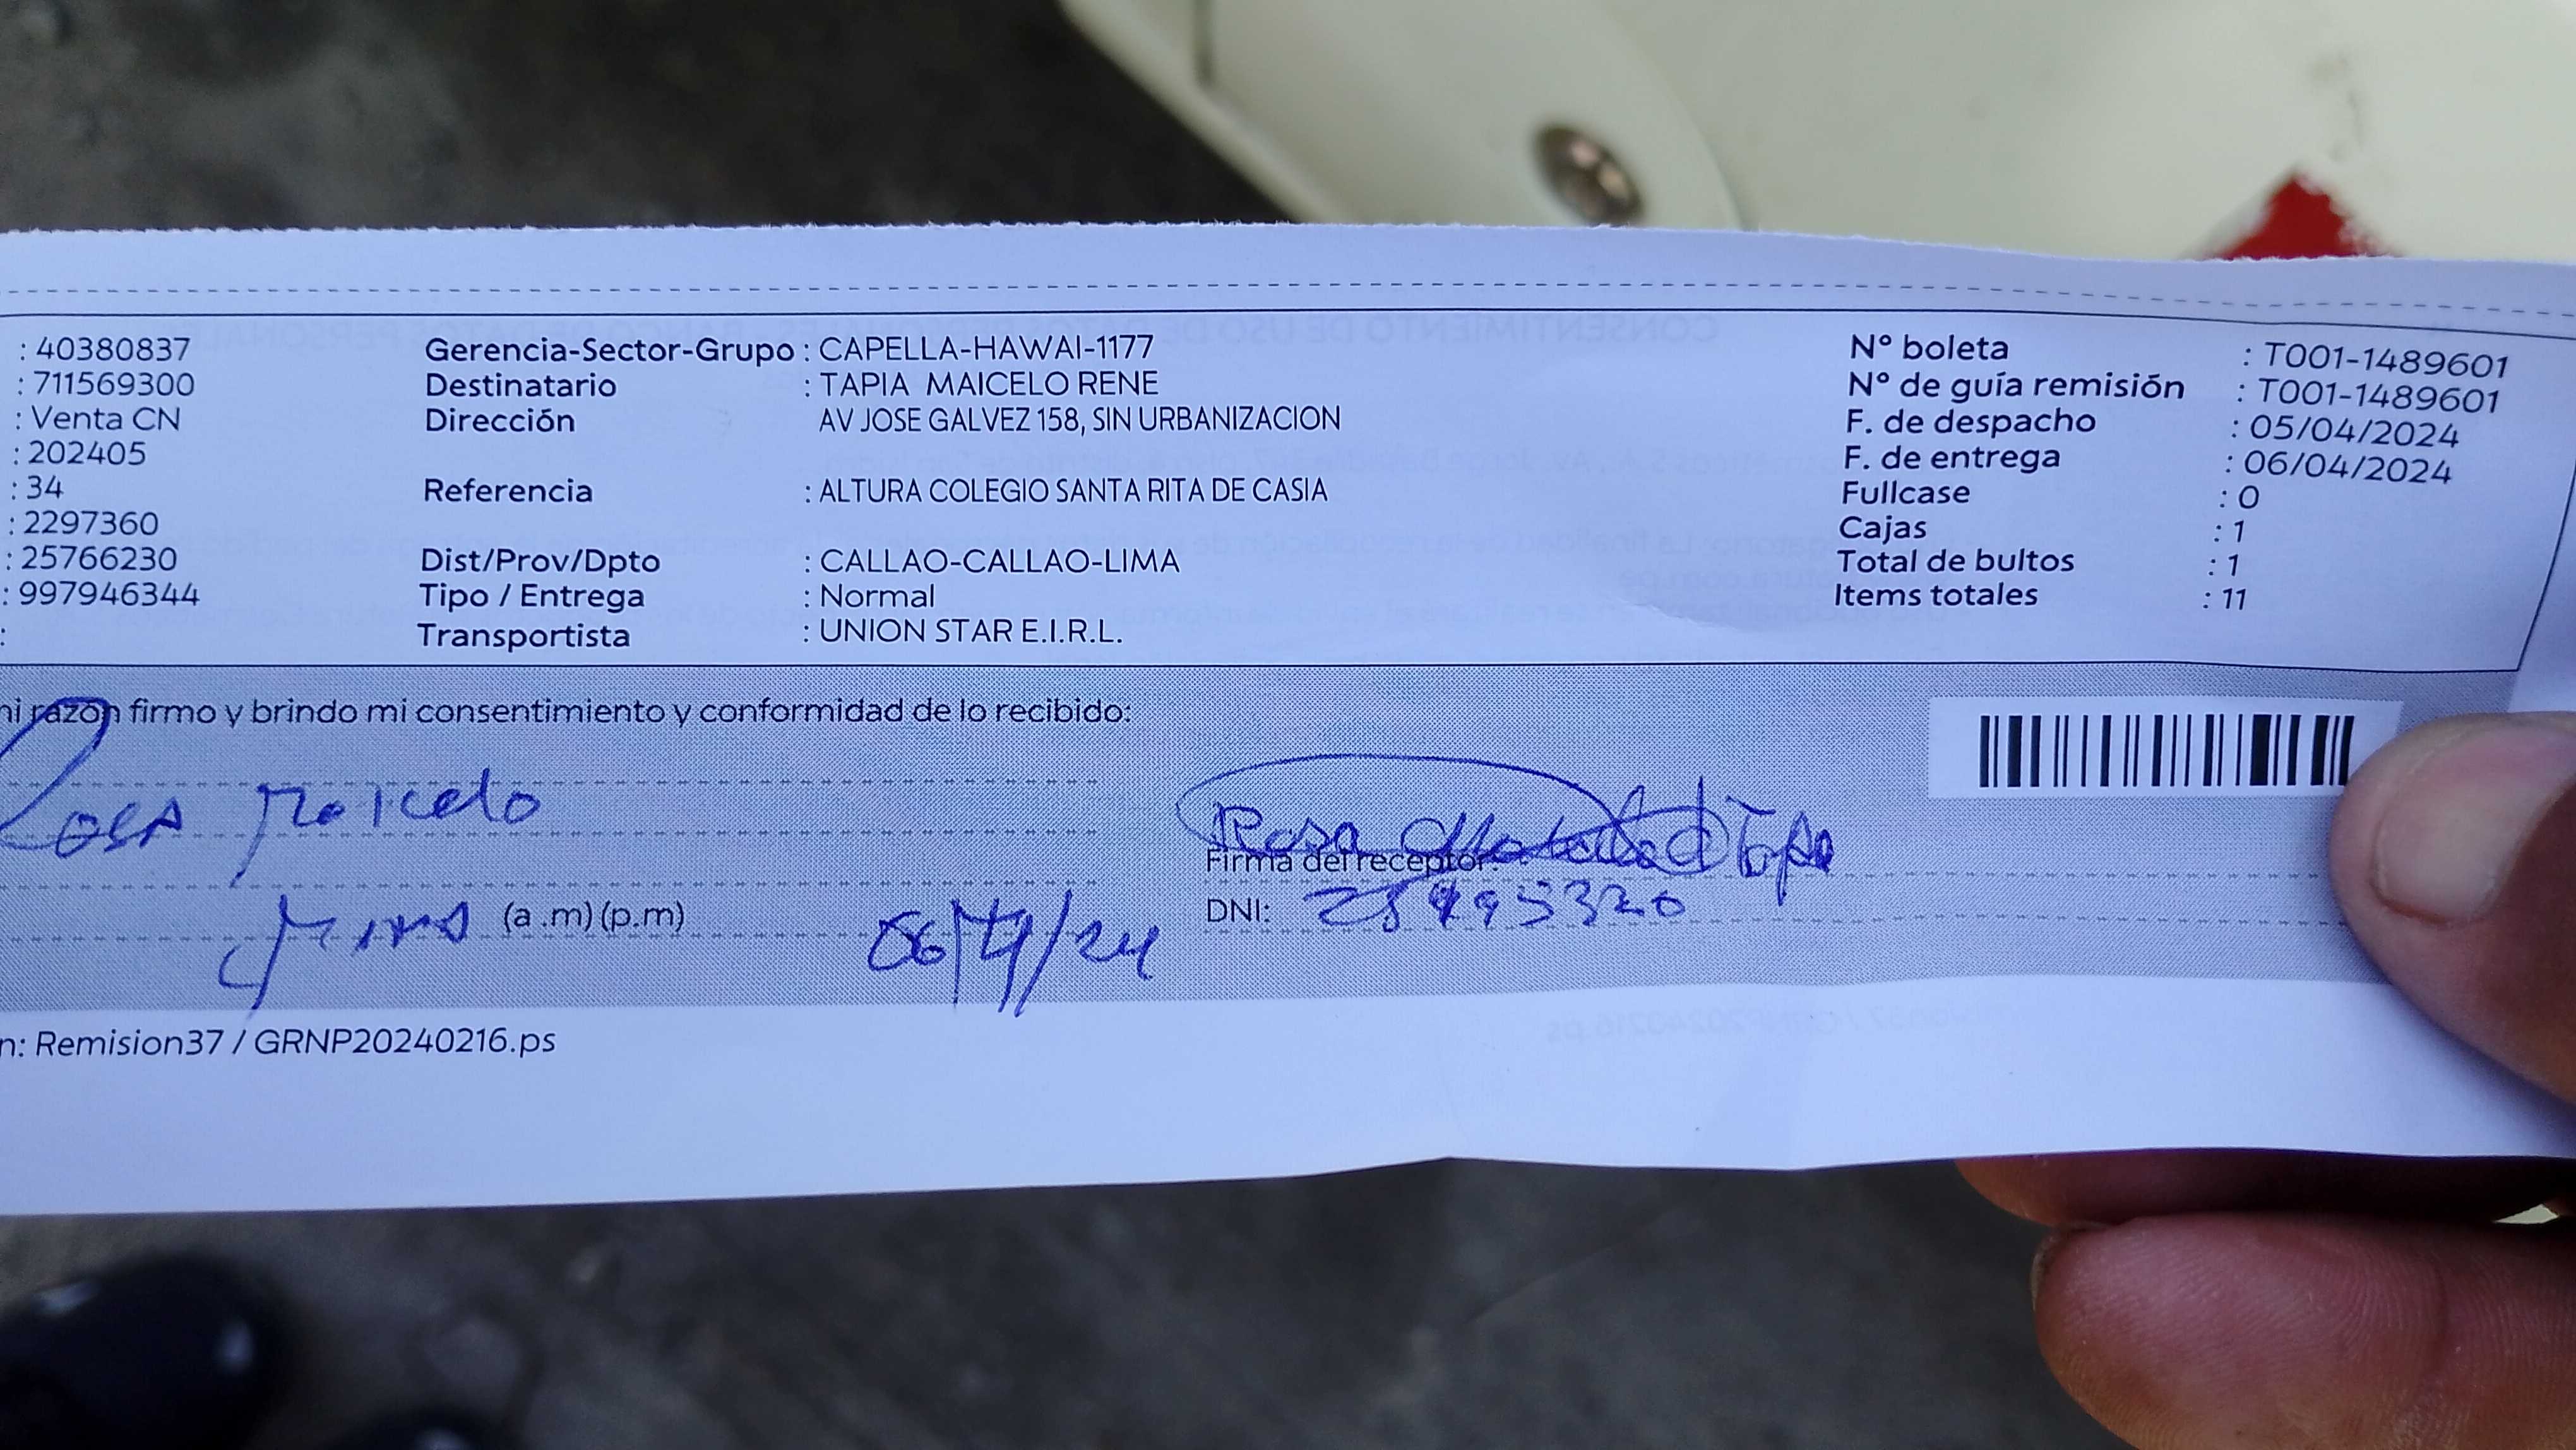 : 40380837
: 711569300
: Venta CN
: 202405
: 34
: 2297360
: 25766230
: 997946344
:
Gerencia-Sector-Grupo : CAPELLA-HAWAI-1177
Destinatario : TAPIA MAICELO RENE
Dirección AV JOSE GALVEZ 158, SIN URBANIZACION
Referencia : ALTURA COLEGIO SANTA RITA DE CASIA
Dist/Prov/Dpto : CALLAO-CALLAO-LIMA
Tipo / Entrega : Normal
Transportista : UNION STAR E.I.R.L.
N° boleta : T001-1489601
N° de guía remisión : T001-1489601
F. de despacho : 05/04/2024
F. de entrega : 06/04/2024
Fullcase : 0
Cajas : 1
Total de bultos : 1
Items totales : 11
razón firmo y brindo mi consentimiento y conformidad de lo recibido:
Rosa Maicelo
Rosa
Firma del receptor:
(a .m) (p.m)
06/4/24
DNI:
n: Remision37 / GRNP20240216.ps